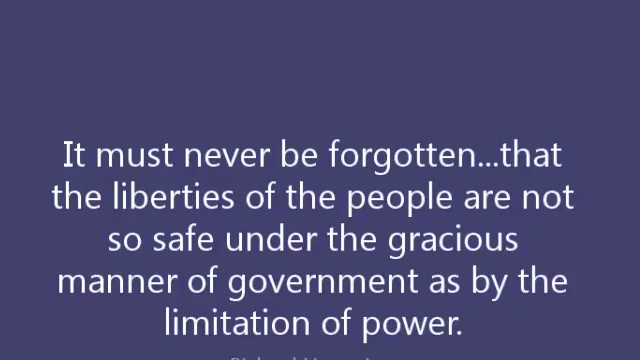 It must never be forgotten...that
the liberties of the people are not
so safe under the gracious
manner of government as by the
limitation of power.